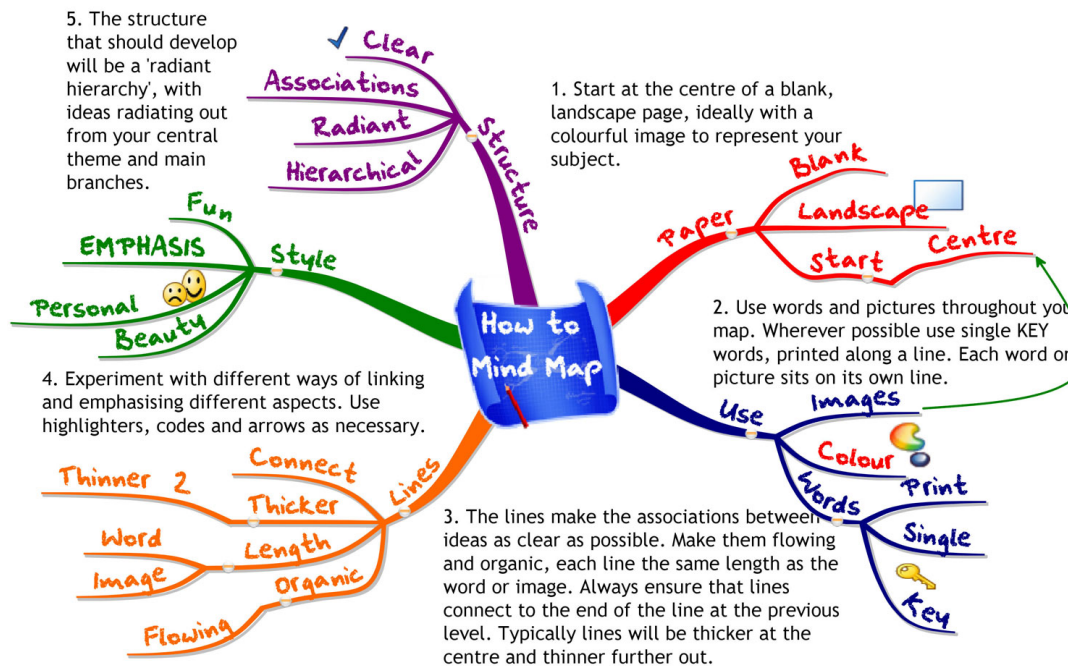 How to
Mind Map
1. Start at the centre of a blank,
landscape page, ideally with a
colourful image to represent your
subject.
Paper
Blank
Landscape
Start
Centre
2. Use words and pictures throughout you
map. Wherever possible use single KEY
words, printed along a line. Each word or
picture sits on its own line.
Use
Images
Colour
Words
Print
Single
Key
3. The lines make the associations between
ideas as clear as possible. Make them flowing
and organic, each line the same length as the
word or image. Always ensure that lines
connect to the end of the line at the previous
level. Typically lines will be thicker at the
centre and thinner further out.
Lines
Connect
Thicker
Thinner 2
Length
Word
Image
Organic
Flowing
4. Experiment with different ways of linking
and emphasising different aspects. Use
highlighters, codes and arrows as necessary.
Style
Fun
EMPHASIS
Personal
Beauty
5. The structure
that should develop
will be a 'radiant
hierarchy', with
ideas radiating out
from your central
theme and main
branches.
Structure
Clear
Associations
Radiant
Hierarchical